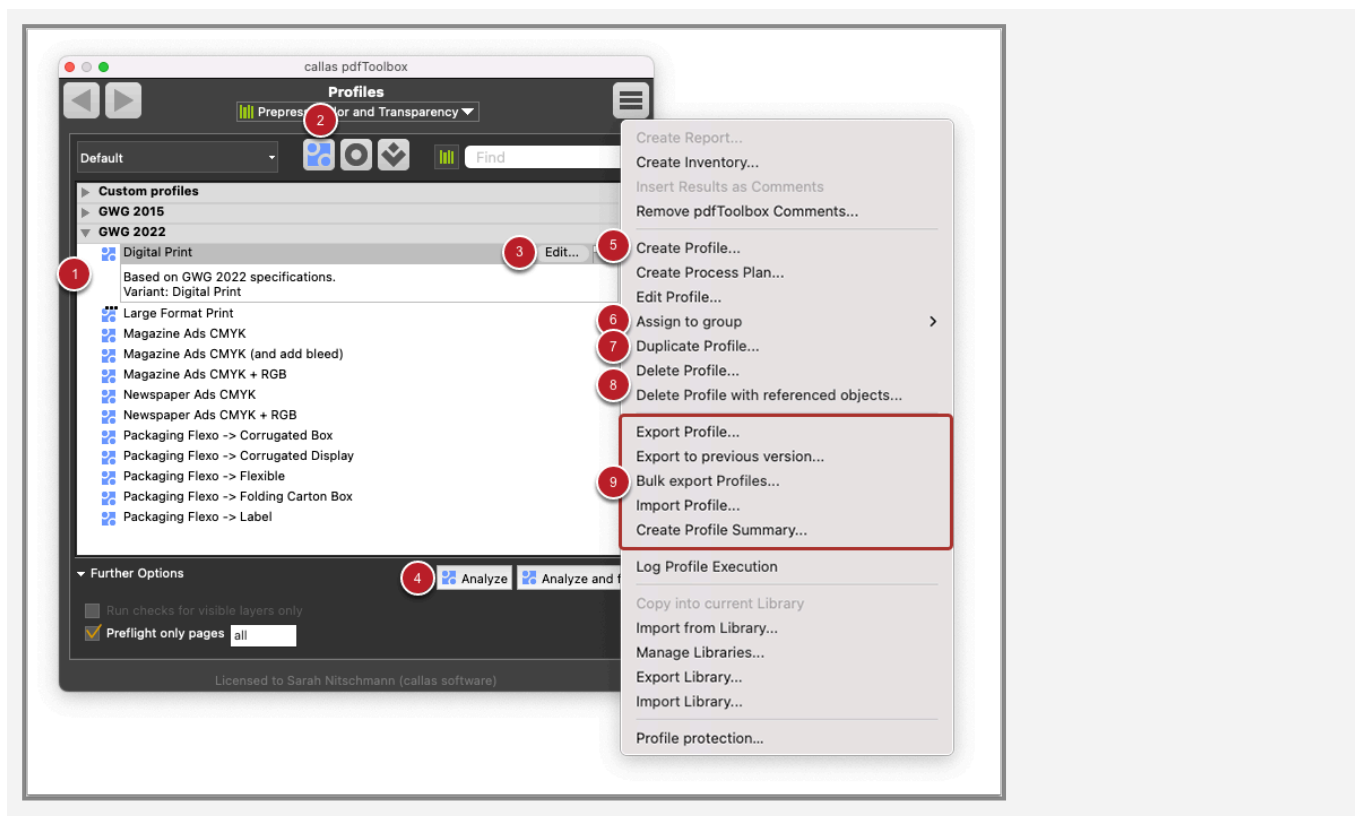 callas pdfToolbox
Profiles
Prepress, Color and Transparency
2
Default
Find
Custom profiles
GWG 2015
GWG 2022
Digital Print
3
Edit...
1
Based on GWG 2022 specifications.
Variant: Digital Print
Large Format Print
Magazine Ads CMYK
Magazine Ads CMYK (and add bleed)
Magazine Ads CMYK + RGB
Newspaper Ads CMYK
Newspaper Ads CMYK + RGB
Packaging Flexo -> Corrugated Box
Packaging Flexo -> Corrugated Display
Packaging Flexo -> Flexible
Packaging Flexo -> Folding Carton Box
Packaging Flexo -> Label
Further Options
4
Analyze
Analyze and f
Run checks for visible layers only
Preflight only pages all
Licensed to Sarah Nitschmann (callas software)
Create Report...
Create Inventory...
Insert Results as Comments
Remove pdfToolbox Comments...
5
Create Profile...
Create Process Plan...
Edit Profile...
6
Assign to group
7
Duplicate Profile...
Delete Profile...
8
Delete Profile with referenced objects...
Export Profile...
Export to previous version...
9
Bulk export Profiles...
Import Profile...
Create Profile Summary...
Log Profile Execution
Copy into current Library
Import from Library...
Manage Libraries...
Export Library...
Import Library...
Profile protection...